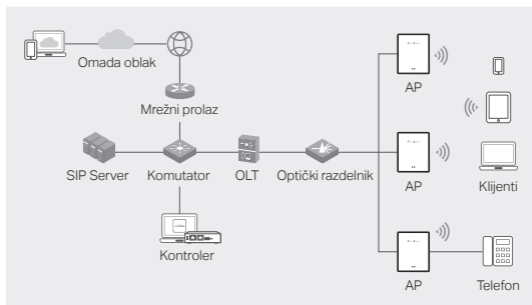 Omada oblak
Mrežni prolaz
AP
SIP Server
Komutator
OLT
Optički razdelnik
AP
Klijenti
Kontroler
AP
Telefon